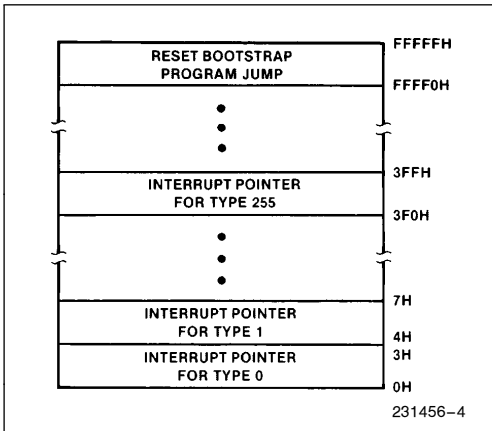 FFFFFH
RESET BOOTSTRAP
PROGRAM JUMP
FFFF0H
3FFH
INTERRUPT POINTER
FOR TYPE 255
3F0H
7H
INTERRUPT POINTER
FOR TYPE 1
4H
3H
INTERRUPT POINTER
FOR TYPE 0
0H
231456–4